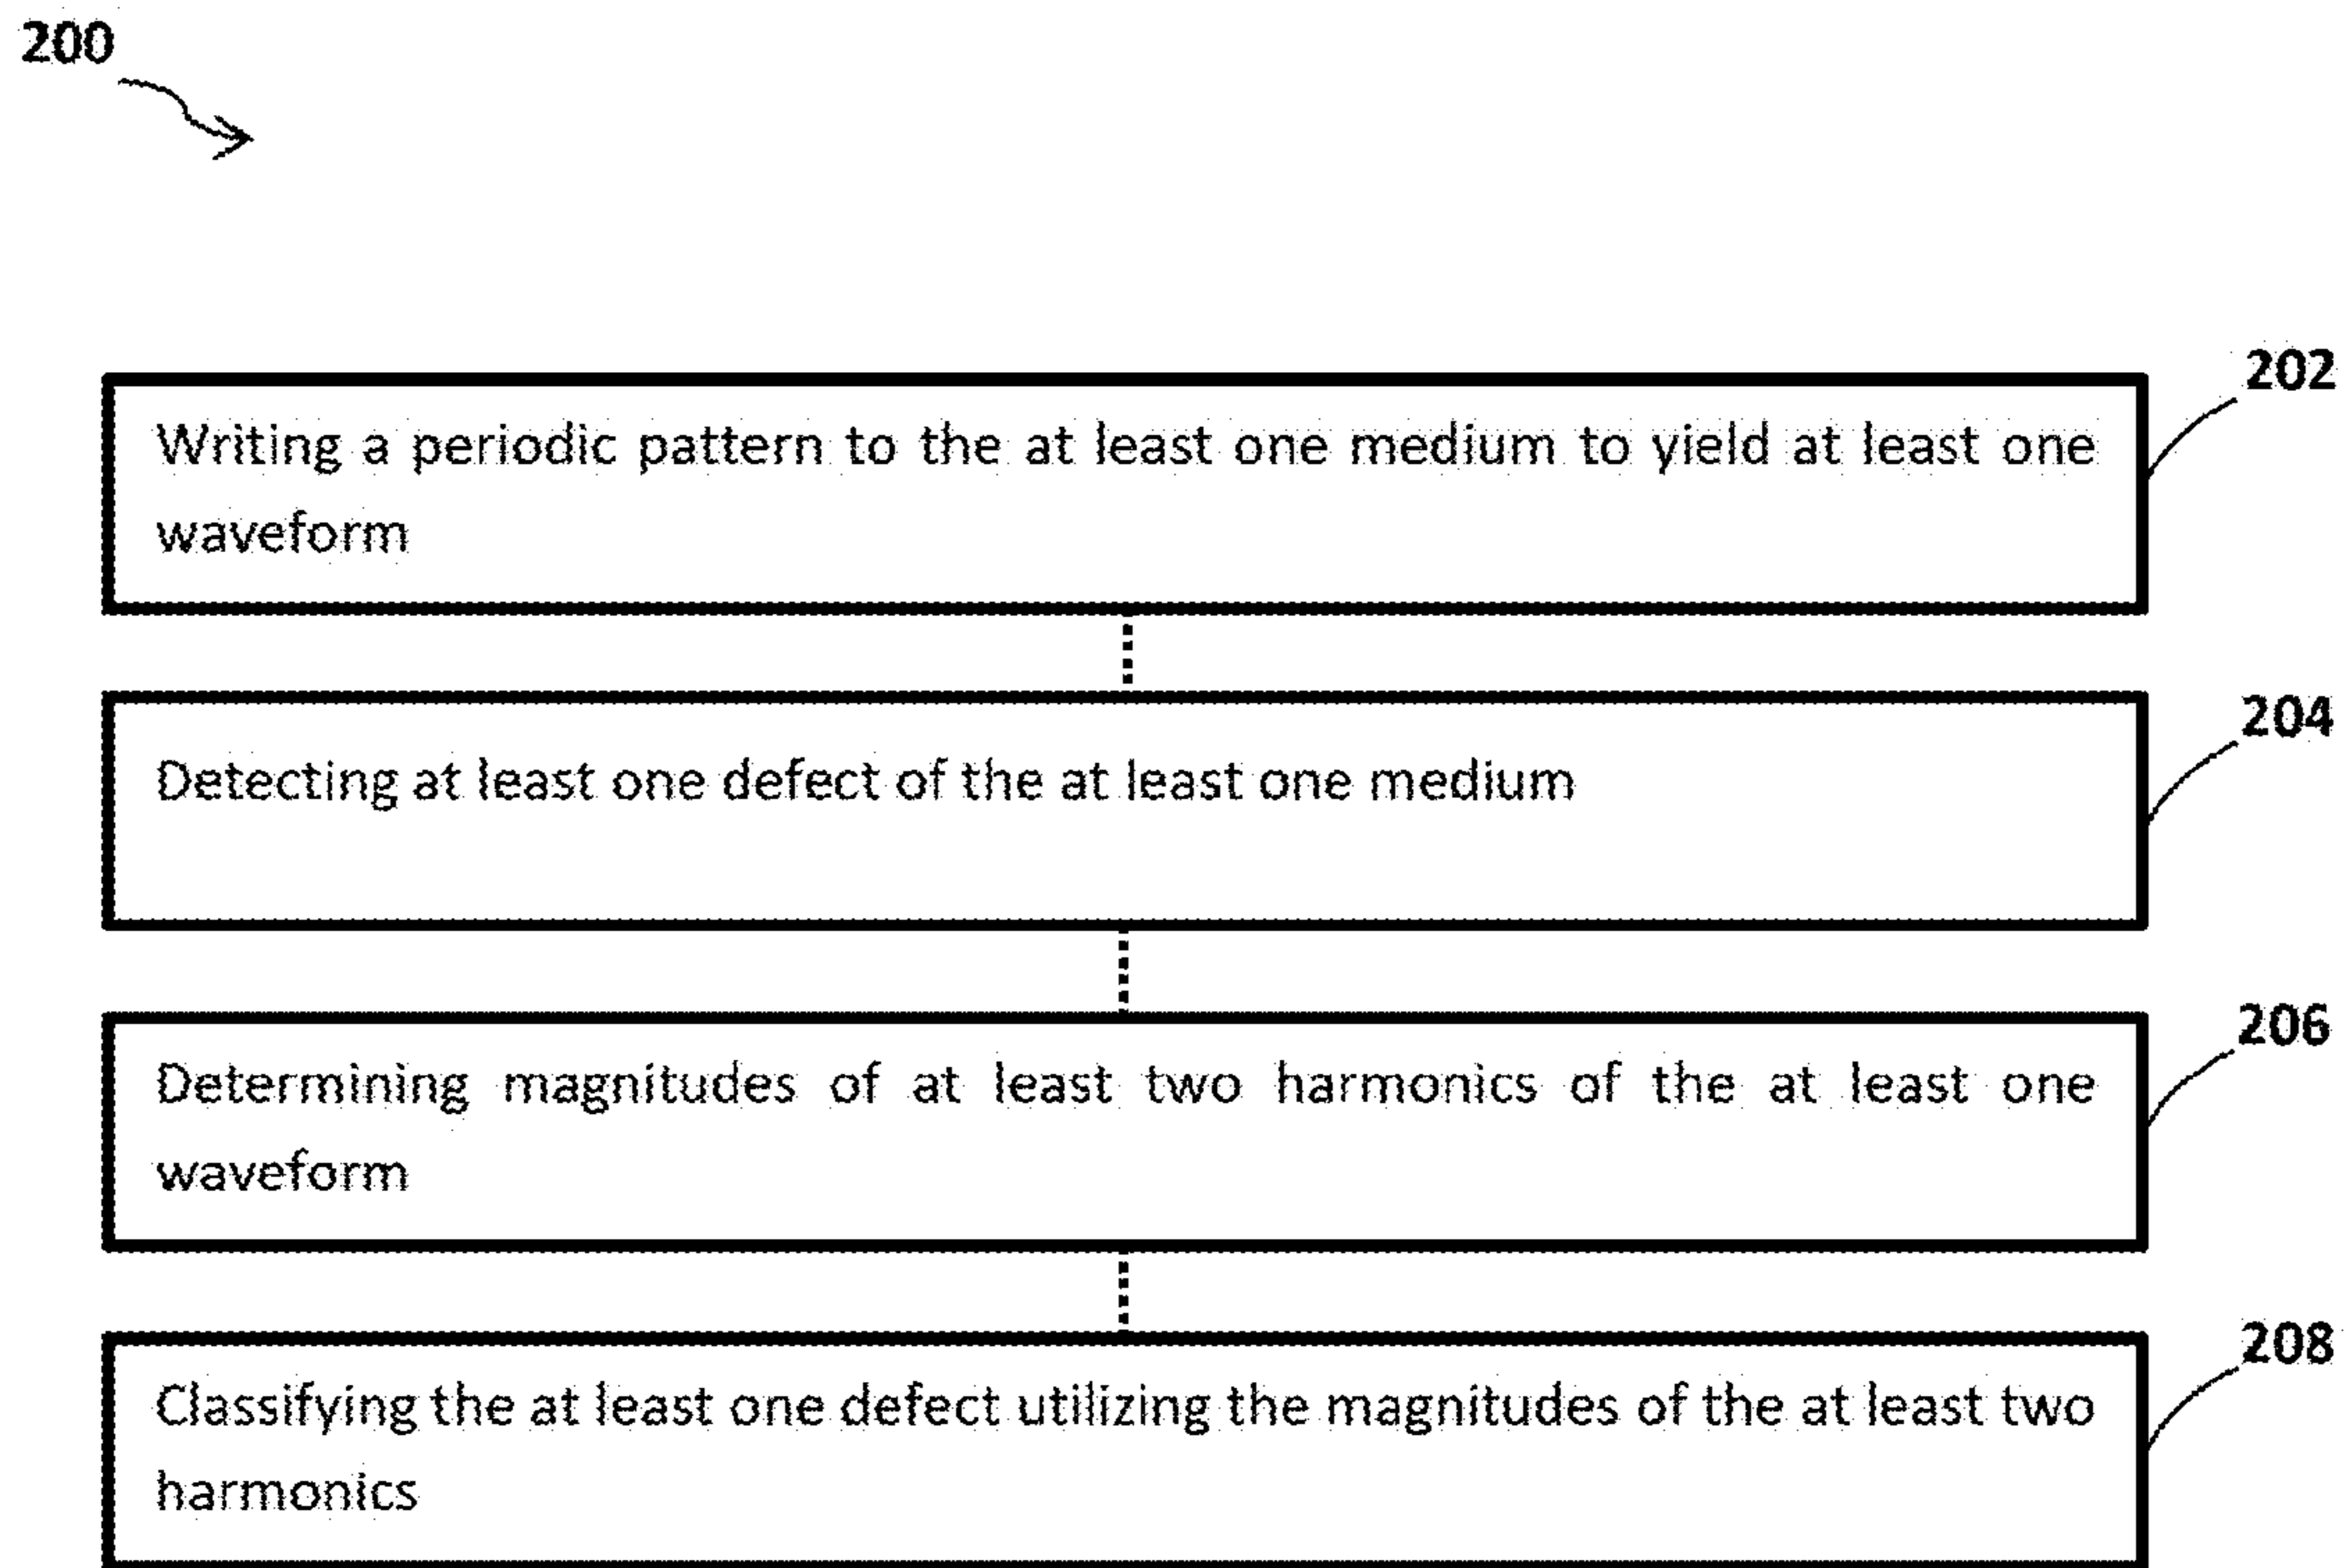 200
202
Writing a periodic pattern to the at least one medium to yield at least one
waveform
204
Detecting at least one defect of the at least one medium
206
Determining magnitudes of at least two harmonics of the at least one
waveform
208
Classifying the at least one defect utilizing the magnitudes of the at least two
harmonics